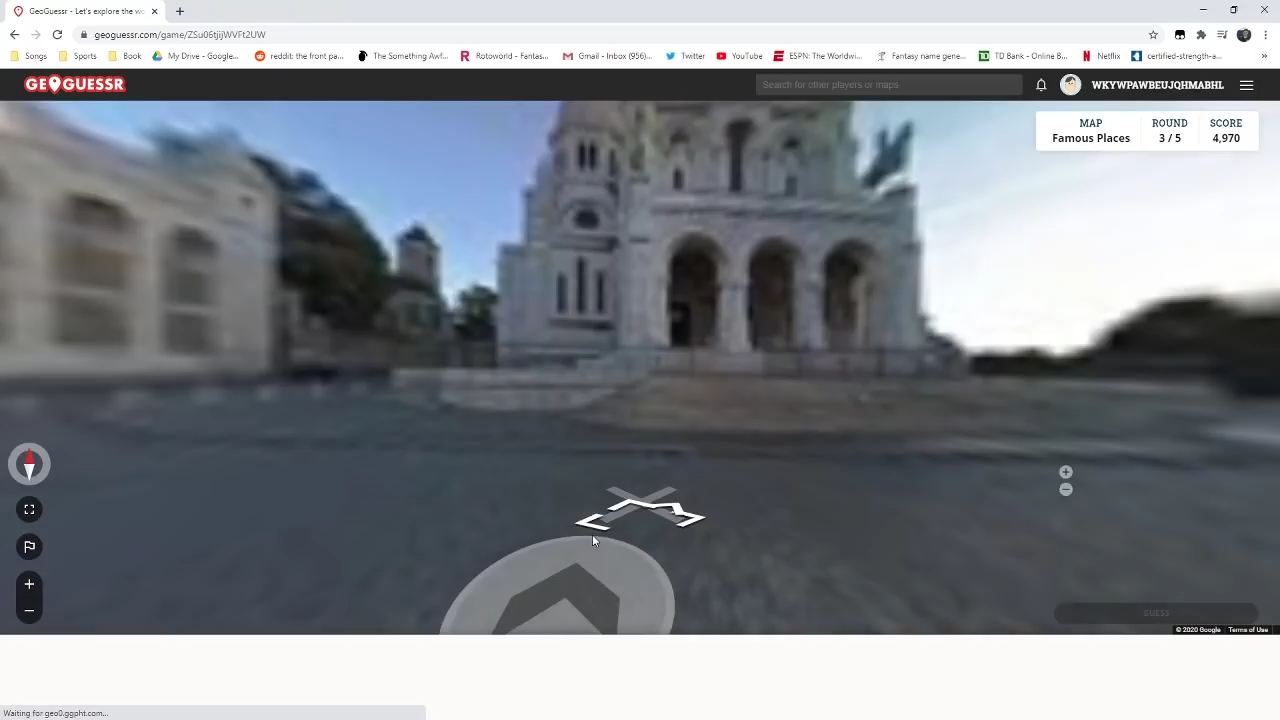 GeoGuessr - Let's explore the wo
geoguessr.com/game/ZSu06tjijWVFt2UW
Songs
Sports
Book
My Drive - Google...
reddit: the front pa...
The Something Awf...
Rotoworld - Fantas...
Gmail - Inbox (956)...
Twitter
YouTube
ESPN: The Worldwi...
Fantasy name gene...
TD Bank – Online B...
Netflix
certified-strength-a...
»
GEOGUESSR
Search for other players or maps
WKYWPAWBEUJQHMABHL
MAP
Famous Places
ROUND
3 / 5
SCORE
4,970
GUESS
© 2020 Google
Terms of Use
Waiting for geo0.ggpht.com...